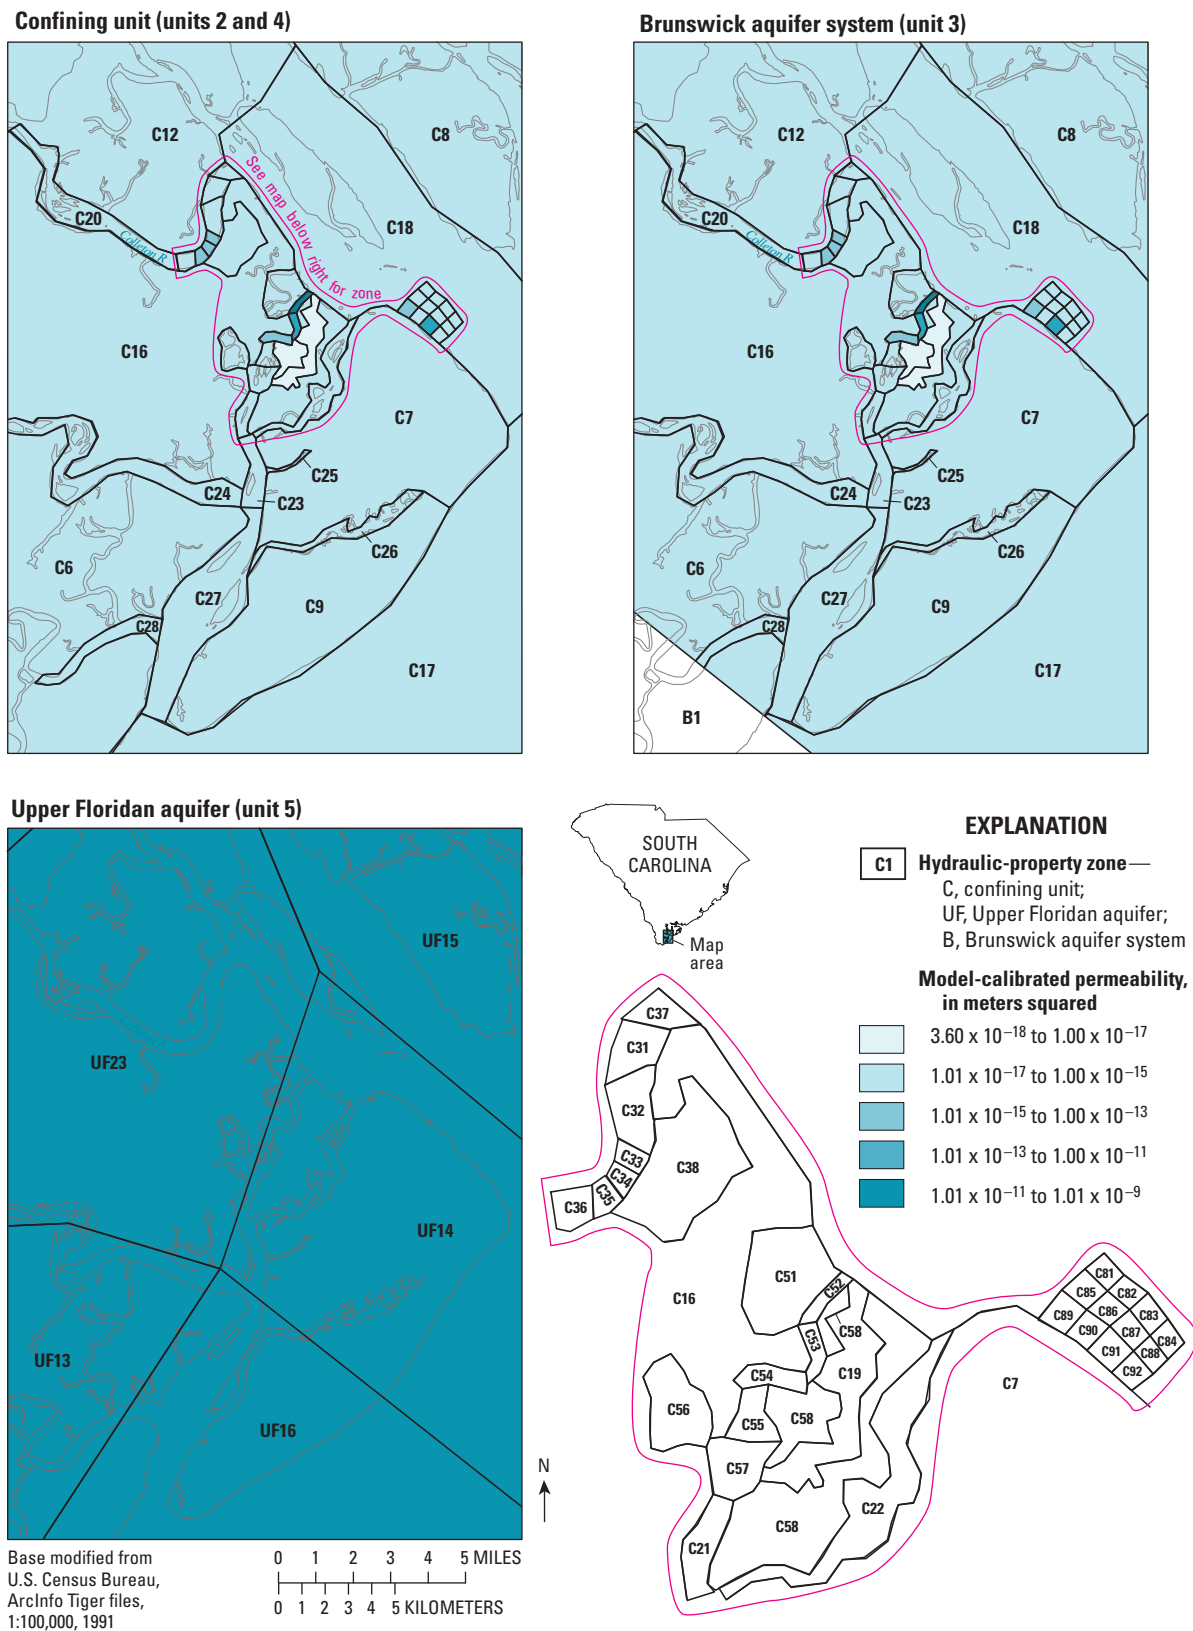 Confining unit (units 2 and 4)
C12
C8
See map below right for zone
C20
Colleton R
C18
C16
C7
C25
C24
C23
C26
C6
C27
C9
C28
C17
Brunswick aquifer system (unit 3)
C12
C8
C20
Colleton R
C18
C16
C7
C25
C24
C23
C26
C6
C27
C9
C28
C17
B1
Upper Floridan aquifer (unit 5)
UF15
Colleton R
UF23
UF14
UF13
UF16
SOUTH
CAROLINA
Map
area
EXPLANATION
C1
Hydraulic-property zone—
C, confining unit;
UF, Upper Floridan aquifer;
B, Brunswick aquifer system
Model-calibrated permeability,
in meters squared
3.60 x 10–18 to 1.00 x 10–17
1.01 x 10–17 to 1.00 x 10–15
1.01 x 10–15 to 1.00 x 10–13
1.01 x 10–13 to 1.00 x 10–11
1.01 x 10–11 to 1.01 x 10–9
C37
C31
C32
C33
C34
C35
C36
C38
C51
C52
C16
C53
C58
C54
C19
C56
C55
C58
C57
C22
C58
C21
C7
C81
C85
C82
C89
C86
C83
C90
C87
C84
C91
C88
C92
N
Base modified from
U.S. Census Bureau,
ArcInfo Tiger files,
1:100,000, 1991
0 1 2 3 4 5 MILES
0 1 2 3 4 5 KILOMETERS